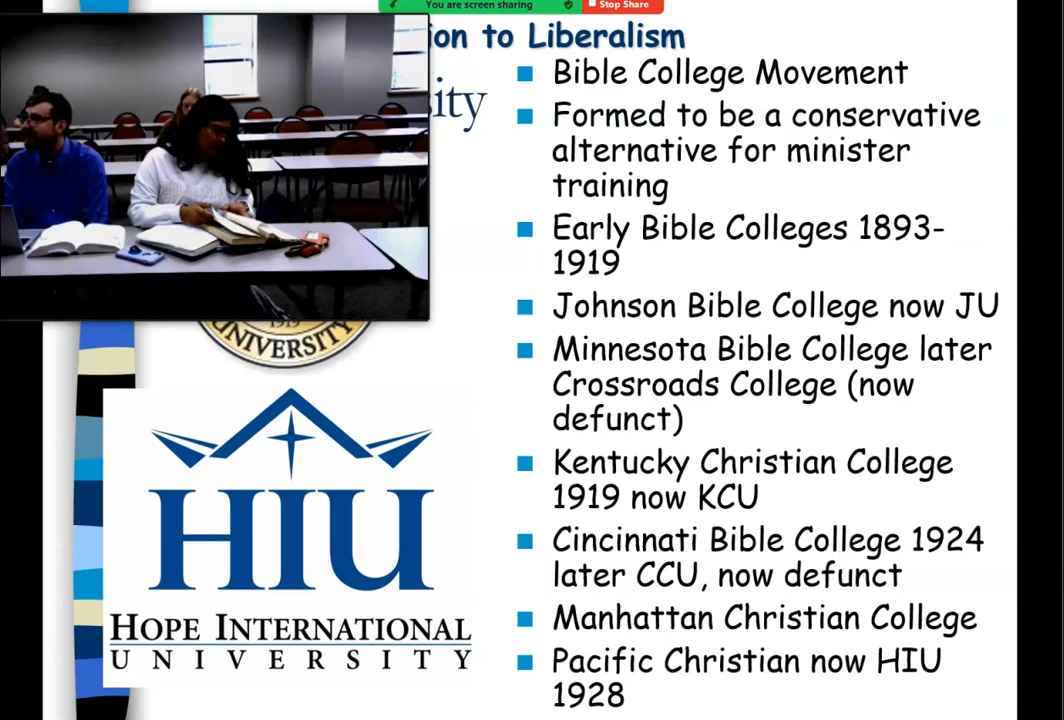 You are screen sharing
Stop Share
ion to Liberalism
sity
Bible College Movement
Formed to be a conservative
alternative for minister
training
Early Bible Colleges 1893-
1919
Johnson Bible College now JU
Minnesota Bible College later
Crossroads College (now
defunct)
Kentucky Christian College
1919 now KCU
Cincinnati Bible College 1924
later CCU, now defunct
Manhattan Christian College
Pacific Christian now HIU
1928
1919
UNIVERSITY
HIU
HOPE INTERNATIONAL
UNIVERSITY